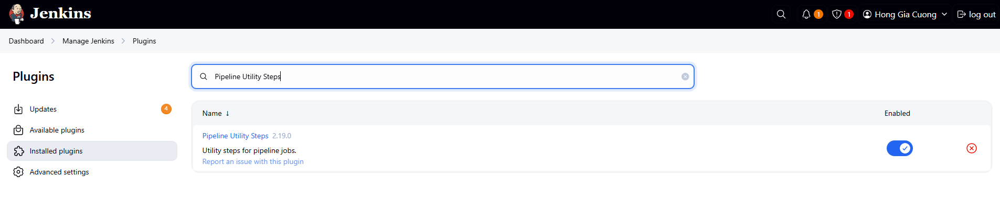 Jenkins
1
1
Hong Gia Cuong
log out
Dashboard
Manage Jenkins
Plugins
Plugins
Pipeline Utility Steps
Updates
4
Available plugins
Installed plugins
Advanced settings
Name ↓
Enabled
Pipeline Utility Steps 2.19.0
Utility steps for pipeline jobs.
Report an issue with this plugin